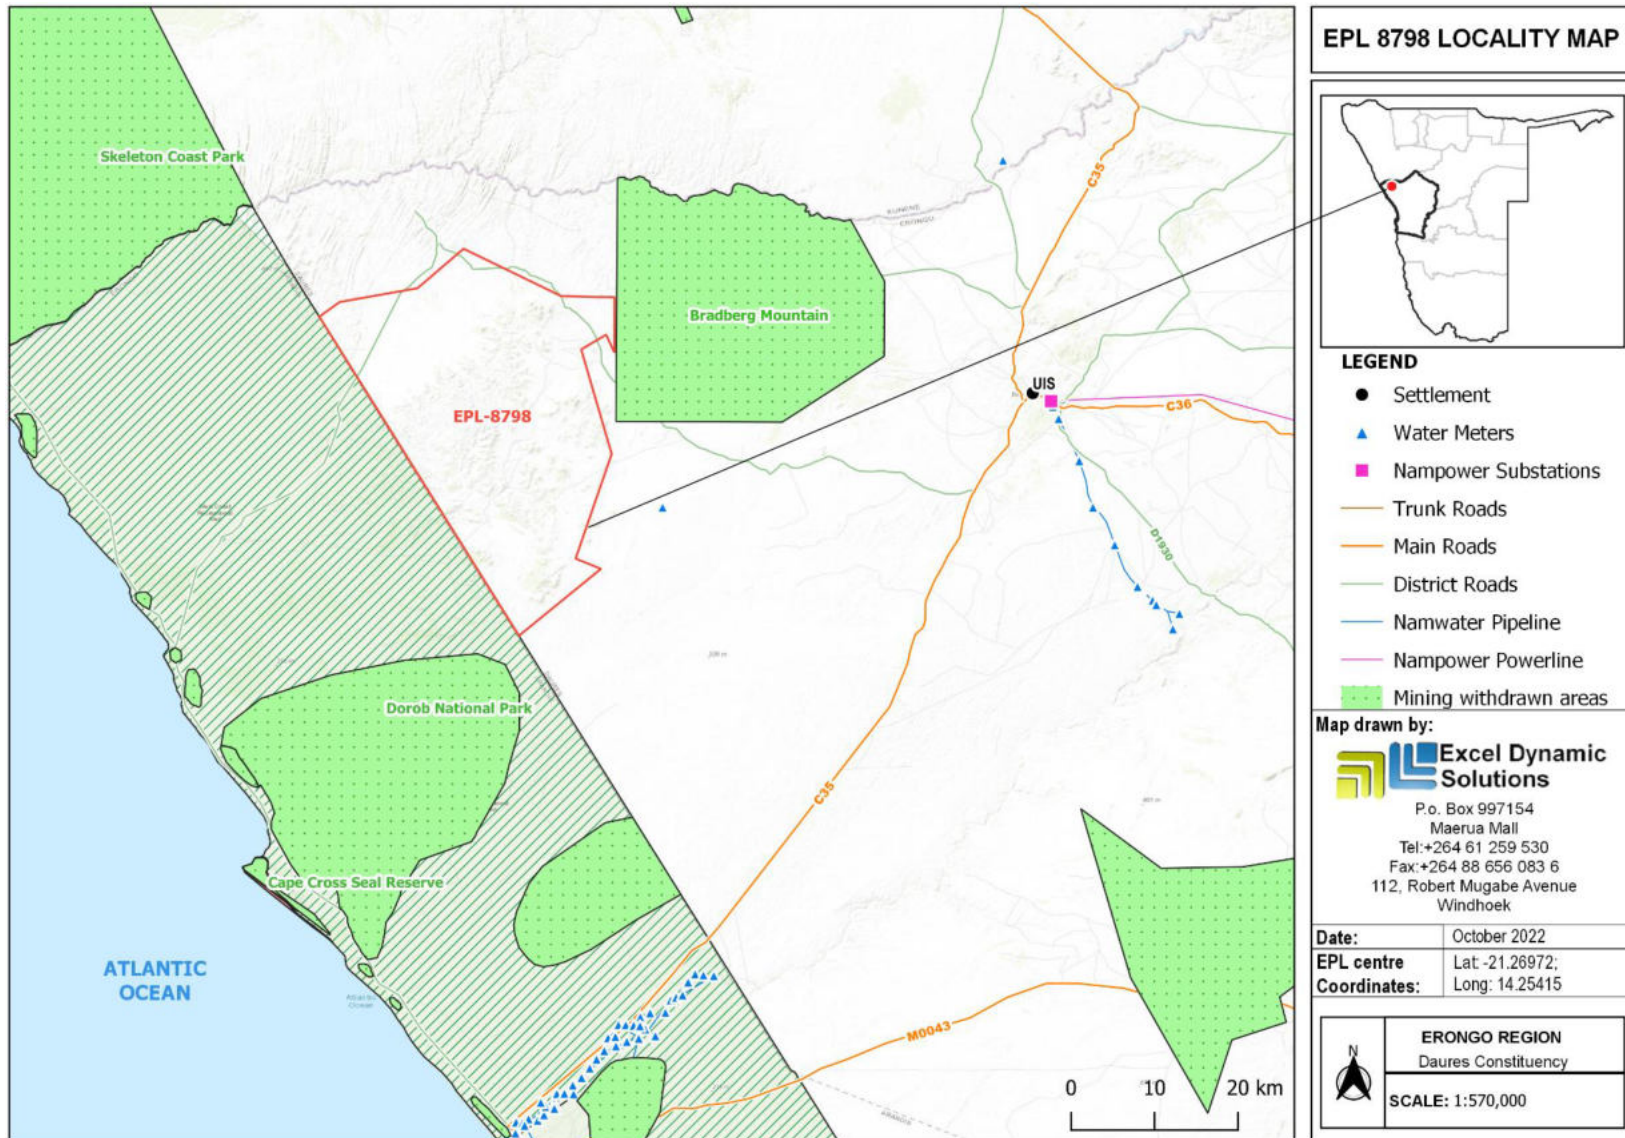 EPL 8798 LOCALITY MAP
Skeleton Coast Park
C35
KUNENE
ERONGO
Bradberg Mountain
UIS
C36
EPL-8798
D1930
Dorob National Park
C35
Cape Cross Seal Reserve
ATLANTIC
OCEAN
Atlantic
Ocean
M0043
ARANDIS
0 10 20 km
LEGEND
Settlement
Water Meters
Nampower Substations
Trunk Roads
Main Roads
District Roads
Namwater Pipeline
Nampower Powerline
Mining withdrawn areas
Map drawn by:
Excel Dynamic
Solutions
P.o. Box 997154
Maerua Mall
Tel:+264 61 259 530
Fax:+264 88 656 083 6
112, Robert Mugabe Avenue
Windhoek
Date: October 2022
EPL centre Lat: -21.26972;
Coordinates: Long: 14.25415
N
ERONGO REGION
Daures Constituency
SCALE: 1:570,000